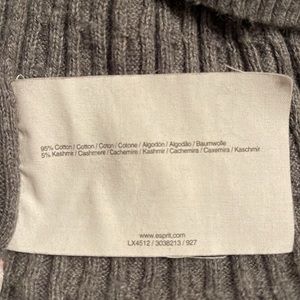 95% Cotton / Cotton / Coton / Cotone / Algodón / Algodão / Baumwolle
5% Kashmir / Cashmere / Cachemire / Kashmir / Cachemira / Caxemira / Kaschmir
www.esprit.com
LX4512 / 3038213 / 927